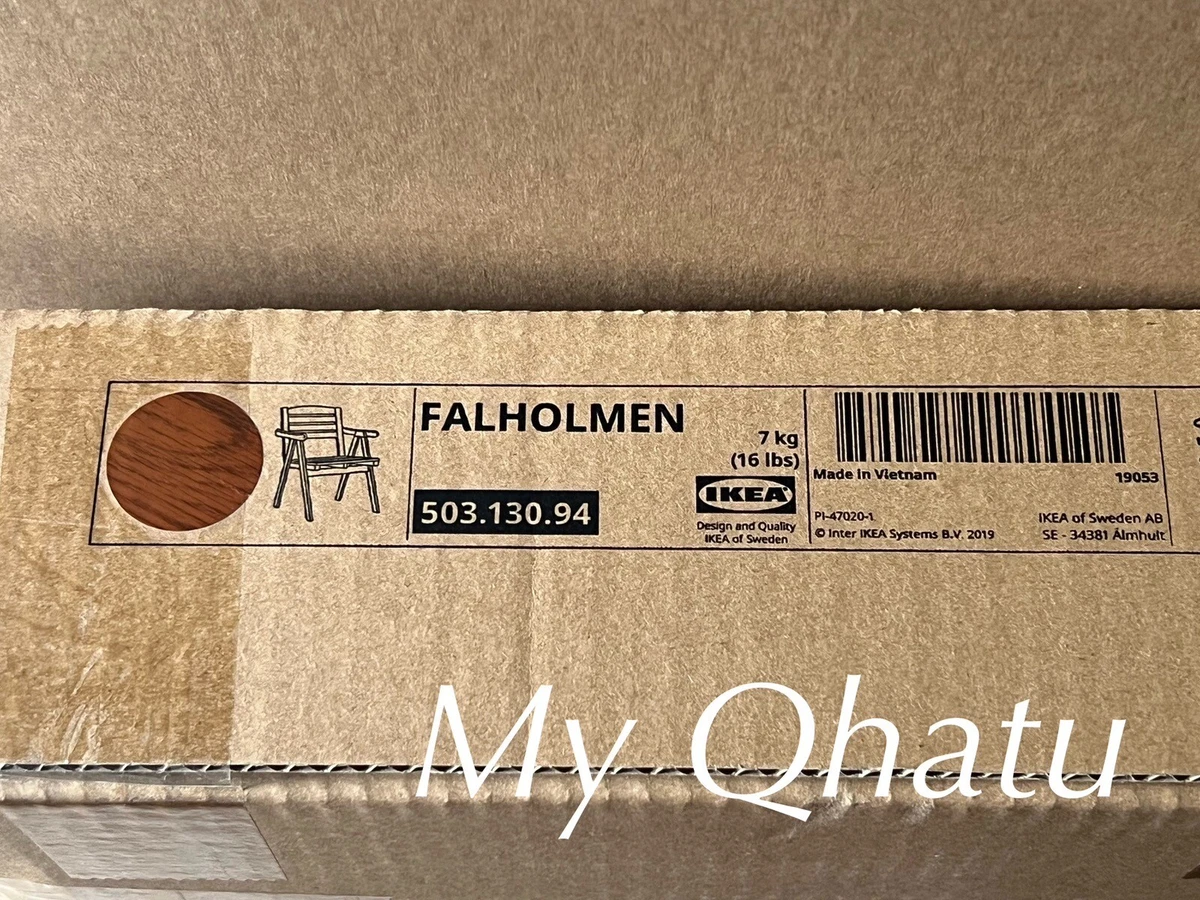 FALHOLMEN
7 kg
(16 lbs)
503.130.94
IKEA
Design and Quality
IKEA of Sweden
Made in Vietnam
19053
PI-47020-1
© Inter IKEA Systems B.V. 2019
IKEA of Sweden AB
SE - 34381 Älmhult
My Qhatu